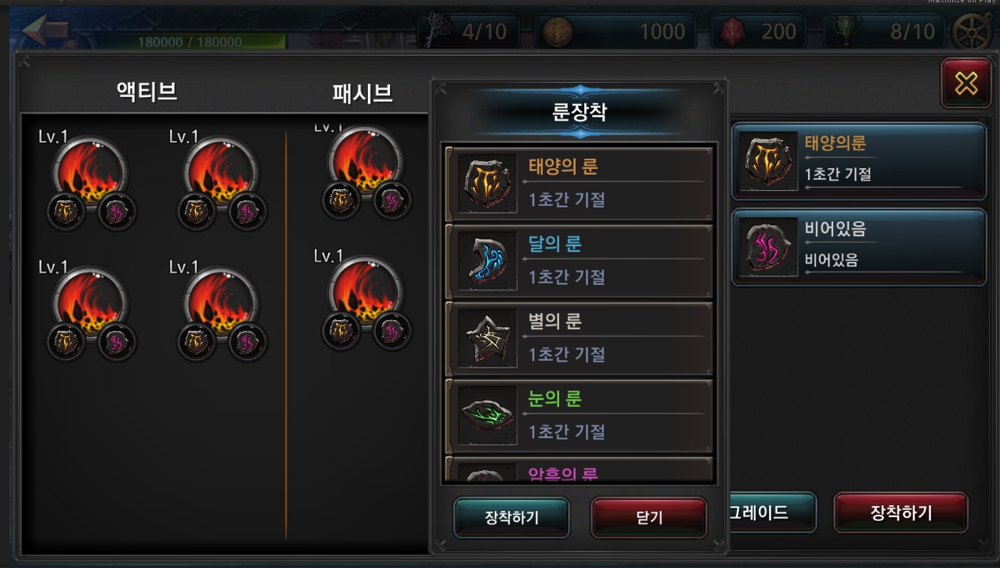 Maximize on Play
180000 / 180000
4/10
1000
200
8/10
액티브
패시브
룬장착
Lv.1
Lv.1
Lv.1
Lv.1
Lv.1
Lv.1
태양의 룬
1초간 기절
달의 룬
1초간 기절
별의 룬
1초간 기절
눈의 룬
1초간 기절
암흑의 룬
장착하기
닫기
태양의룬
1초간 기절
비어있음
비어있음
그레이드
장착하기